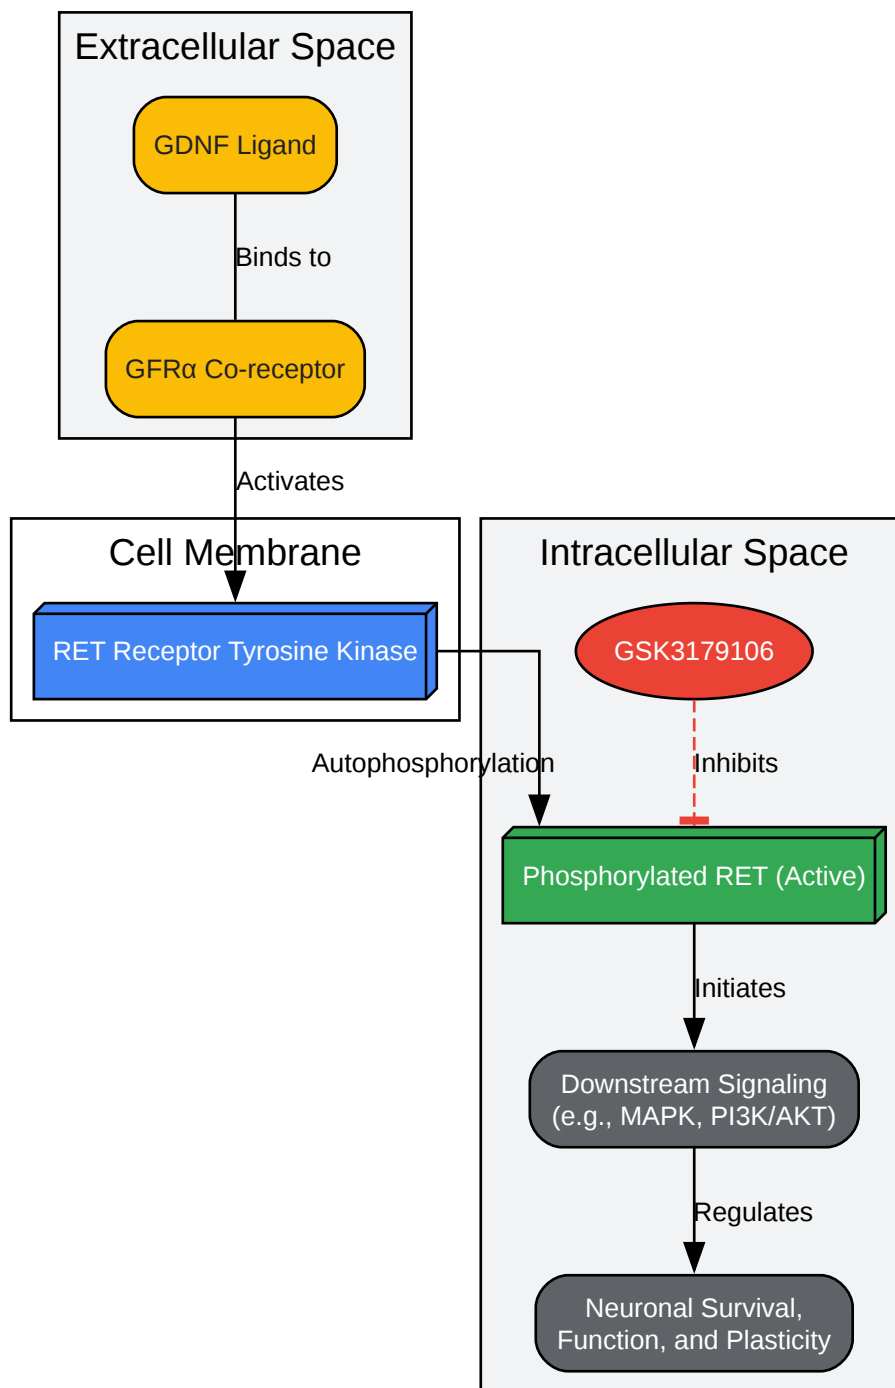 Extracellular Space
GDNF Ligand
Binds to
GFRα Co-receptor
Activates
Cell Membrane
RET Receptor Tyrosine Kinase
Intracellular Space
GSK3179106
Autophosphorylation
Inhibits
Phosphorylated RET (Active)
Initiates
Downstream Signaling
(e.g., MAPK, PI3K/AKT)
Regulates
Neuronal Survival,
Function, and Plasticity